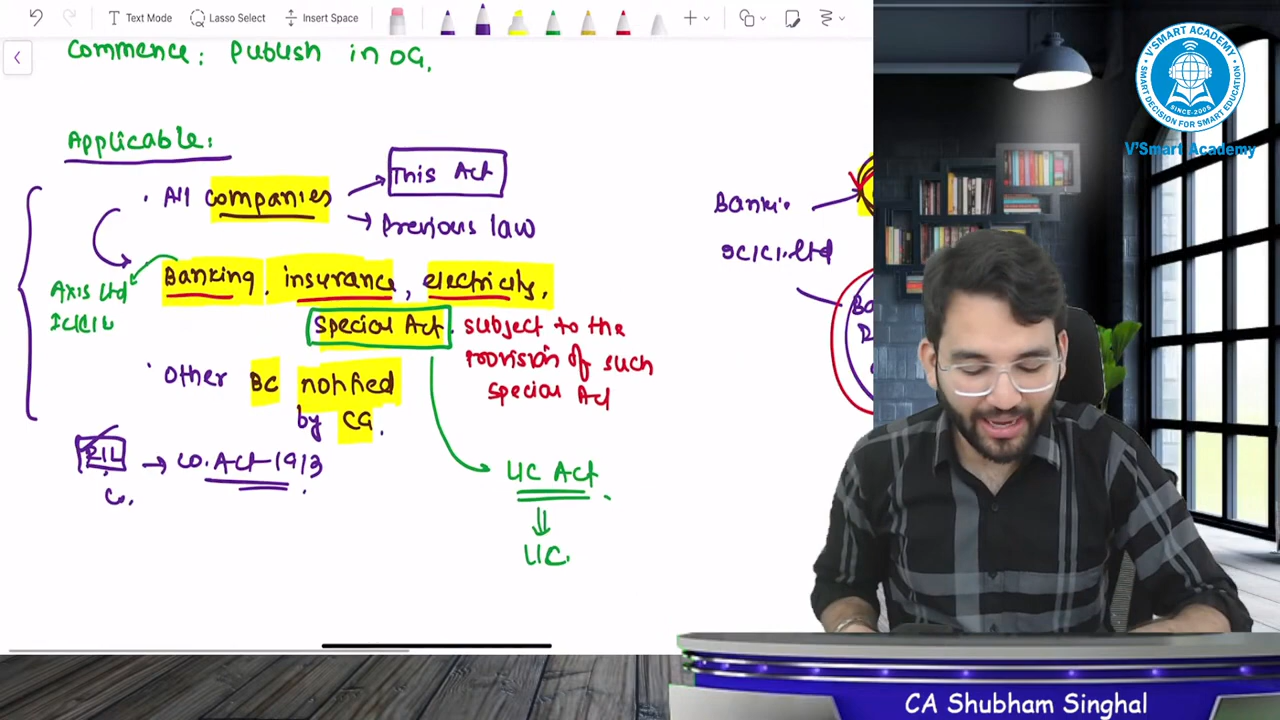 Text Mode
Lasso Select
Insert Space
Commence: Publish in OG.
Applicable:
All companies
This Act
Previous law
Banking, insurance, electricity,
Axis Ltd
Special Act. subject to the
provision of such
special Act
Other BC notified
by CG.
Co. Act-1913
Co.
LIC Act
LIC.
ICICI. Ltd
V'SMART ACADEMY
SINCE-2005
SMART DECISION FOR SMART EDUCATION
V'Smart Academy
CA Shubham Singhal